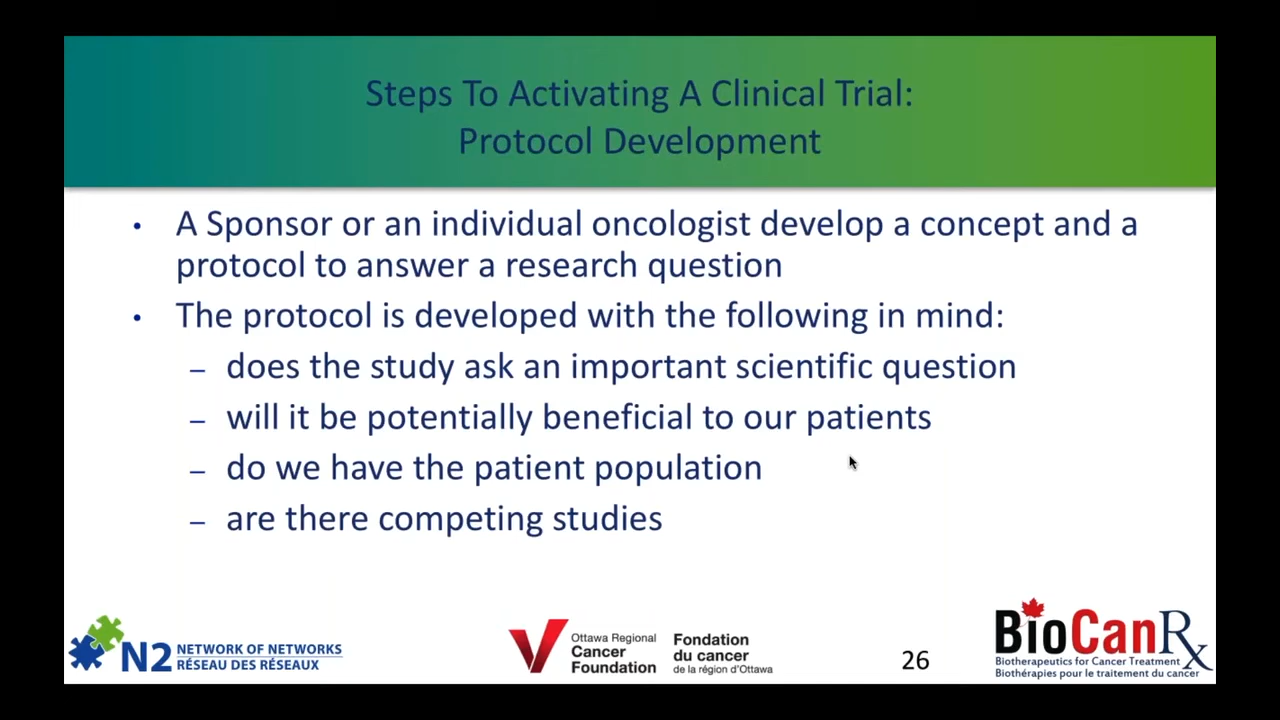 Steps To Activating A Clinical Trial:
Protocol Development
• A Sponsor or an individual oncologist develop a concept and a
protocol to answer a research question
• The protocol is developed with the following in mind:
– does the study ask an important scientific question
– will it be potentially beneficial to our patients
– do we have the patient population
– are there competing studies
N2 NETWORK OF NETWORKS
RÉSEAU DES RÉSEAUX
Ottawa Regional
Cancer
Foundation
Fondation
du cancer
de la région d'Ottawa
26
BioCanRx
Biotherapeutics for Cancer Treatment
Biothérapies pour le traitement du cancer